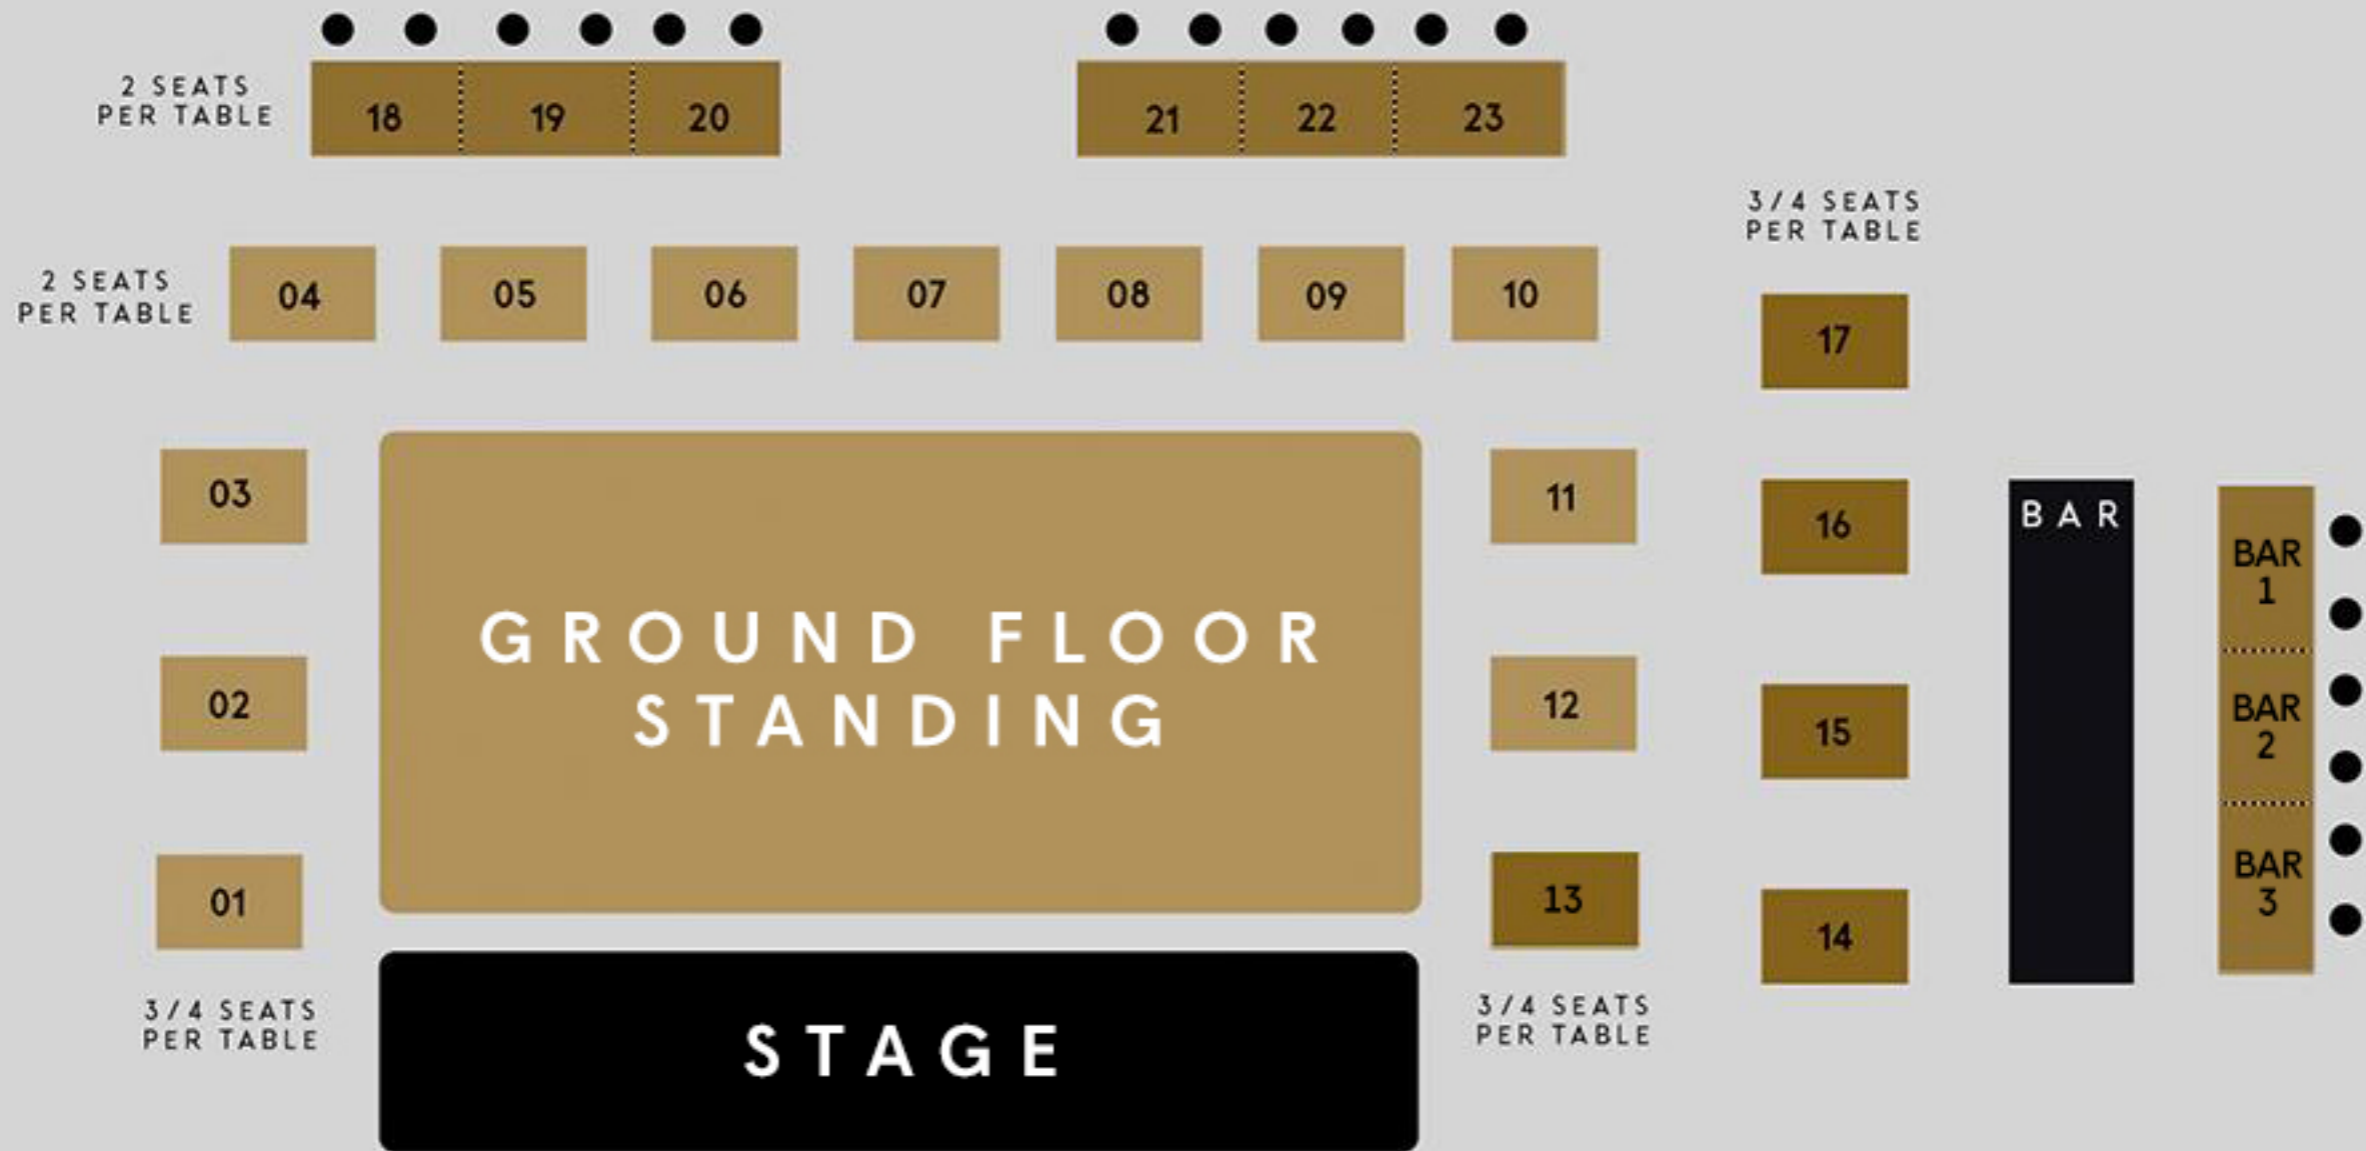 2 SEATS
PER TABLE
18
19
20
21
22
23
3/4 SEATS
PER TABLE
2 SEATS
PER TABLE
04
05
06
07
08
09
10
17
03
11
16
BAR
BAR
1
GROUND FLOOR
STANDING
02
12
15
BAR
2
01
13
14
BAR
3
3/4 SEATS
PER TABLE
STAGE
3/4 SEATS
PER TABLE